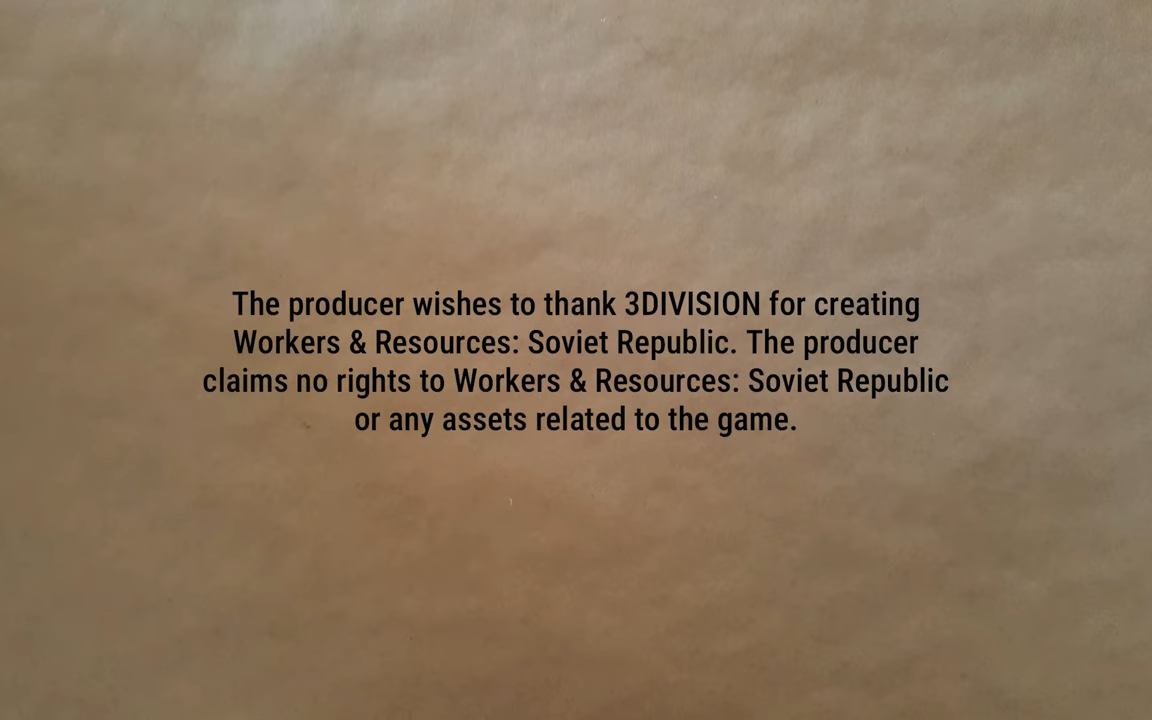 The producer wishes to thank 3DIVISION for creating
Workers & Resources: Soviet Republic. The producer
claims no rights to Workers & Resources: Soviet Republic
or any assets related to the game.